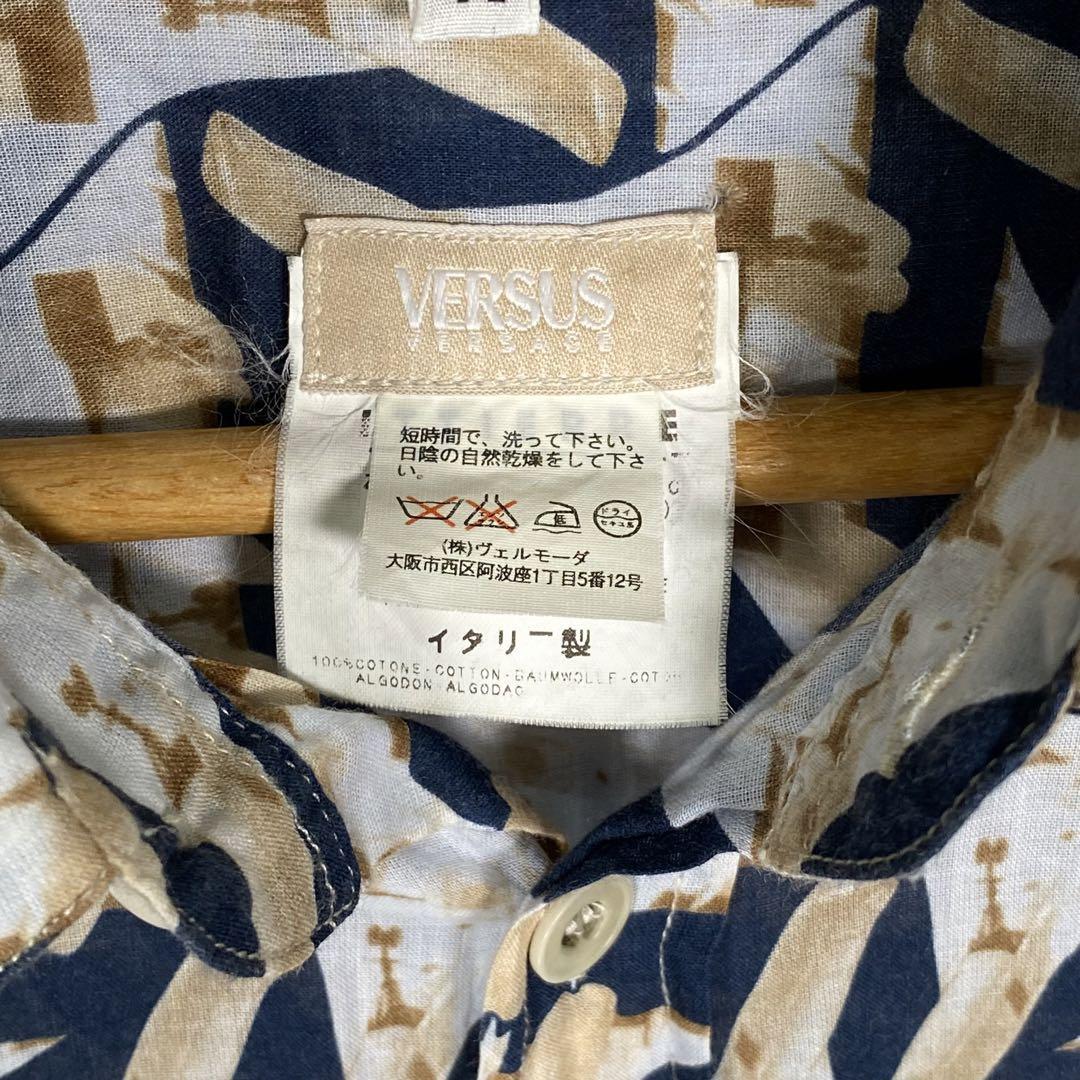 VERSUS
VERSACE
短時間で、洗って下さい。
日陰の自然乾燥をして下さ
い。
低
ドライ
セキユ系
(株)ヴェルモーダ
大阪市西区阿波座1丁目5番12号
イタリー製
100%COTONE-COTTON-BAUMWOLLE-COTON
ALGODON-ALGODAO